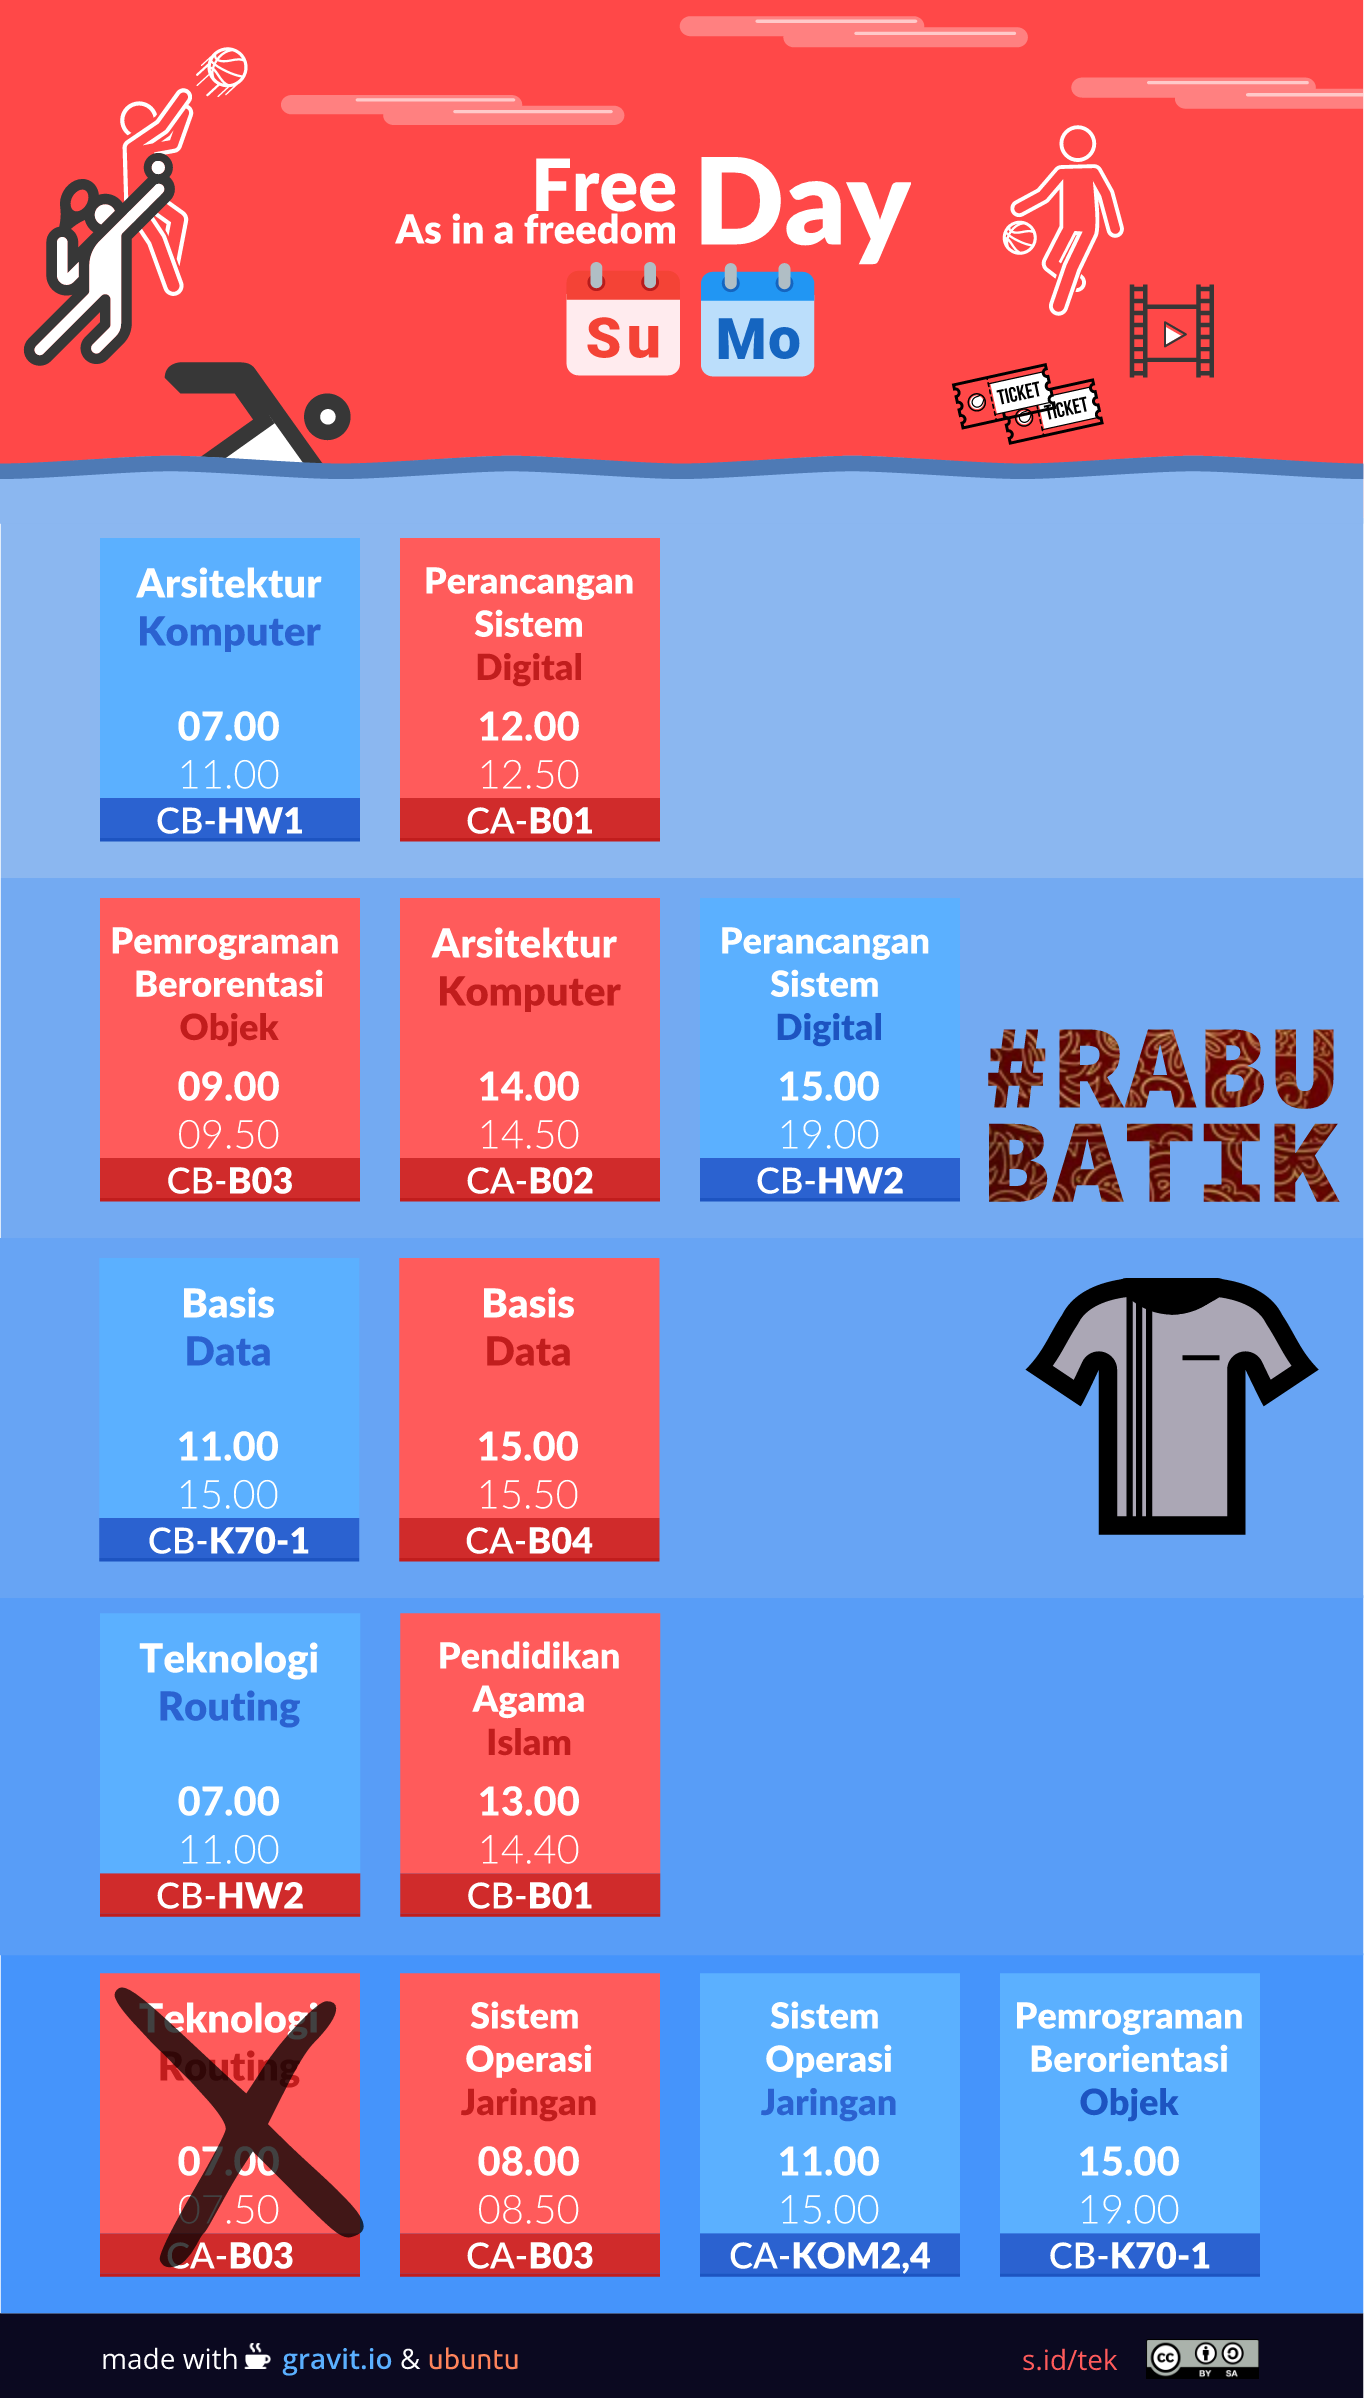 Free Day
As in a freedom
Su Mo
TICKET
TICKET
Arsitektur
Komputer
07.00
11.00
CB-HW1
Perancangan
Sistem
Digital
12.00
12.50
CA-B01
Pemrograman
Berorentasi
Objek
09.00
09.50
CB-B03
Arsitektur
Komputer
14.00
14.50
CA-B02
Perancangan
Sistem
Digital
15.00
19.00
CB-HW2
#RABU
BATIK
Basis
Data
11.00
15.00
CB-K70-1
Basis
Data
15.00
15.50
CA-B04
Teknologi
Routing
07.00
11.00
CB-HW2
Pendidikan
Agama
Islam
13.00
14.40
CB-B01
Teknologi
Routing
07.00
07.50
CA-B03
Sistem
Operasi
Jaringan
08.00
08.50
CA-B03
Sistem
Operasi
Jaringan
11.00
15.00
CA-KOM2,4
Pemrograman
Berorientasi
Objek
15.00
19.00
CB-K70-1
made with gravit.io & ubuntu
s.id/tek
cc BY SA